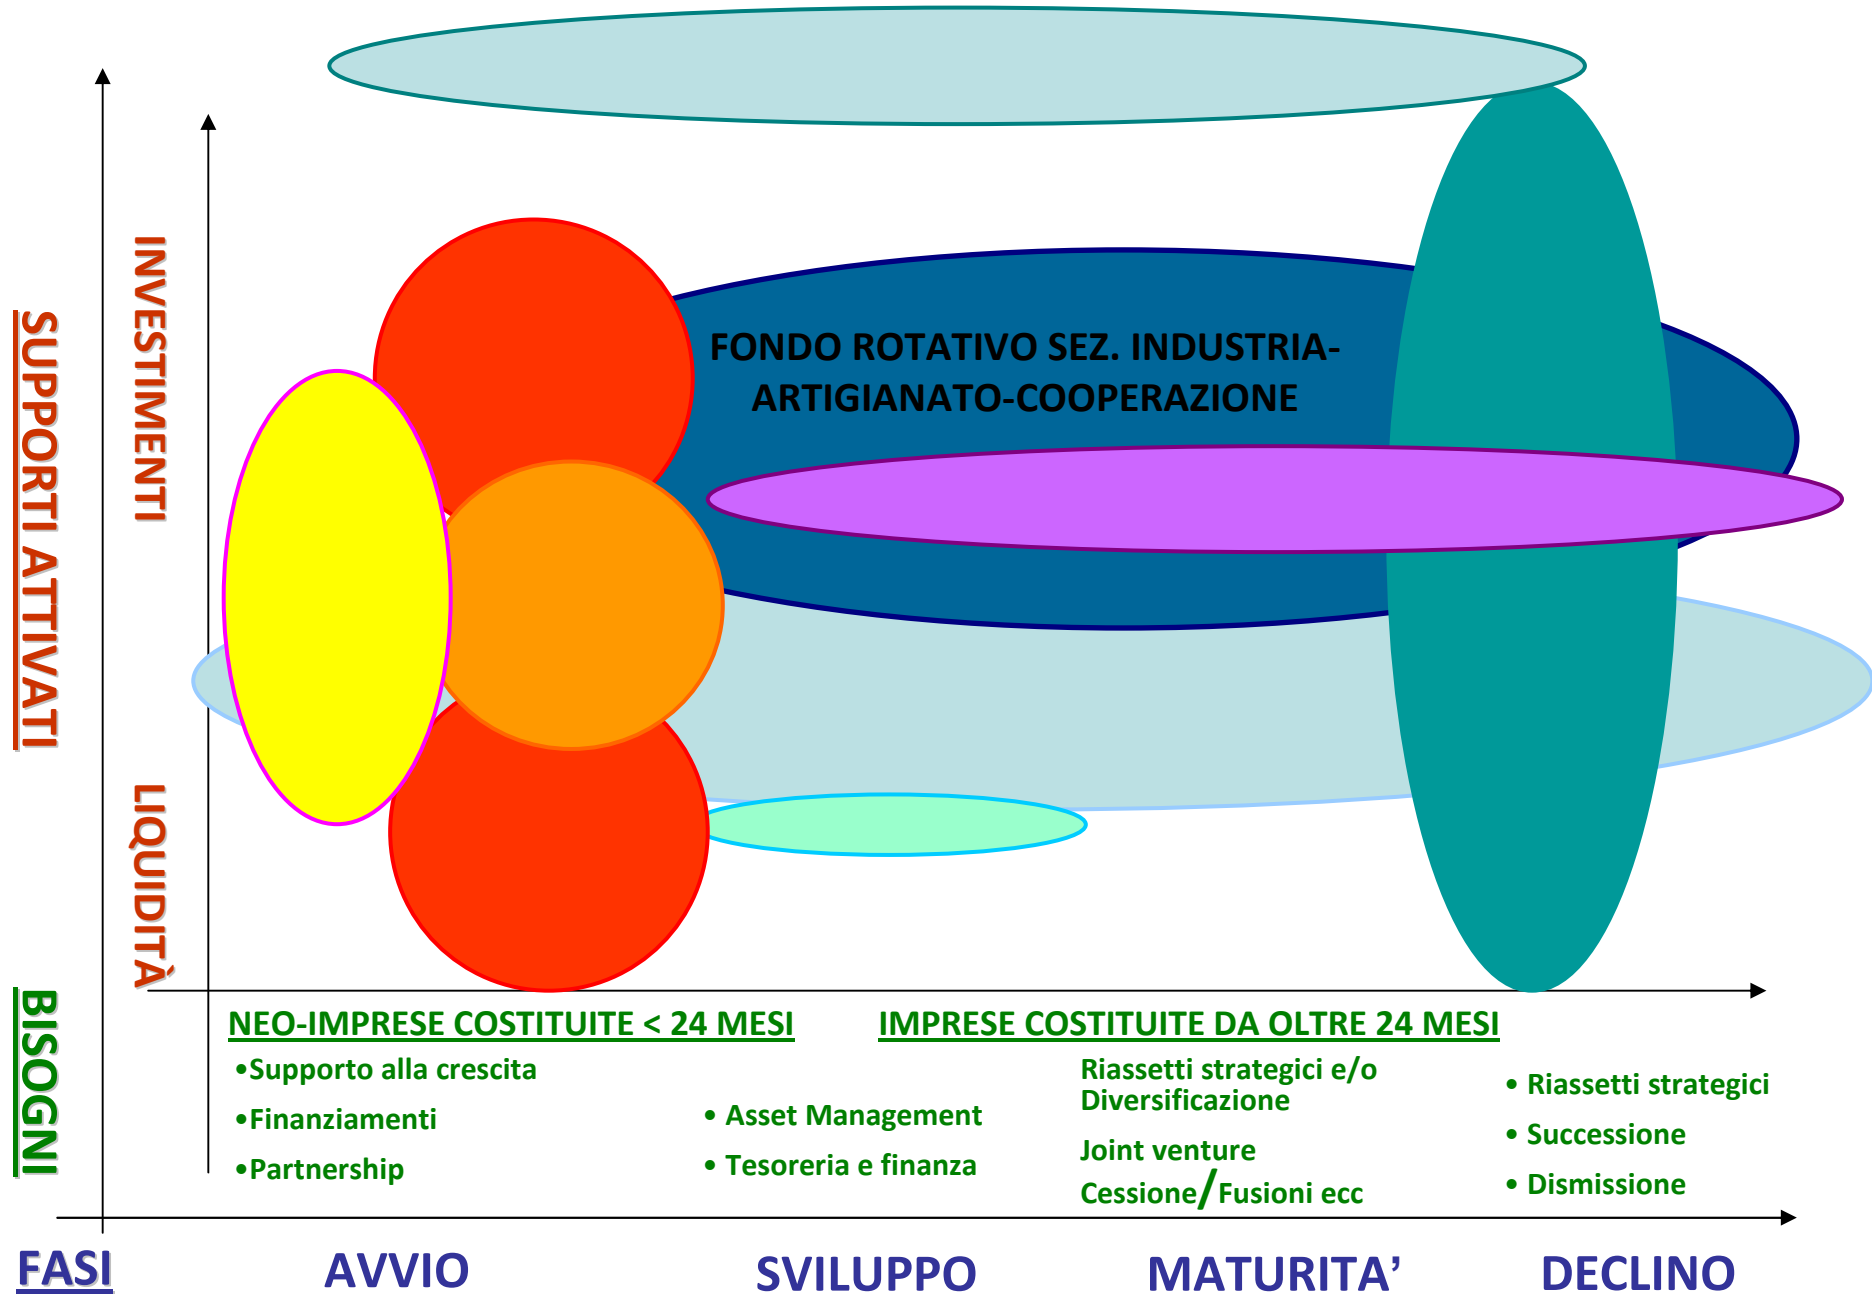 SUPPORTI ATTIVATI
INVESTIMENTI
LIQUIDITÀ
FONDO ROTATIVO SEZ. INDUSTRIA-
ARTIGIANATO-COOPERAZIONE
BISOGNI
NEO-IMPRESE COSTITUITE < 24 MESI
•Supporto alla crescita
•Finanziamenti
•Partnership
• Asset Management
• Tesoreria e finanza
IMPRESE COSTITUITE DA OLTRE 24 MESI
Riassetti strategici e/o
Diversificazione
Joint venture
Cessione/Fusioni ecc
• Riassetti strategici
• Successione
• Dismissione
FASI
AVVIO
SVILUPPO
MATURITA’
DECLINO